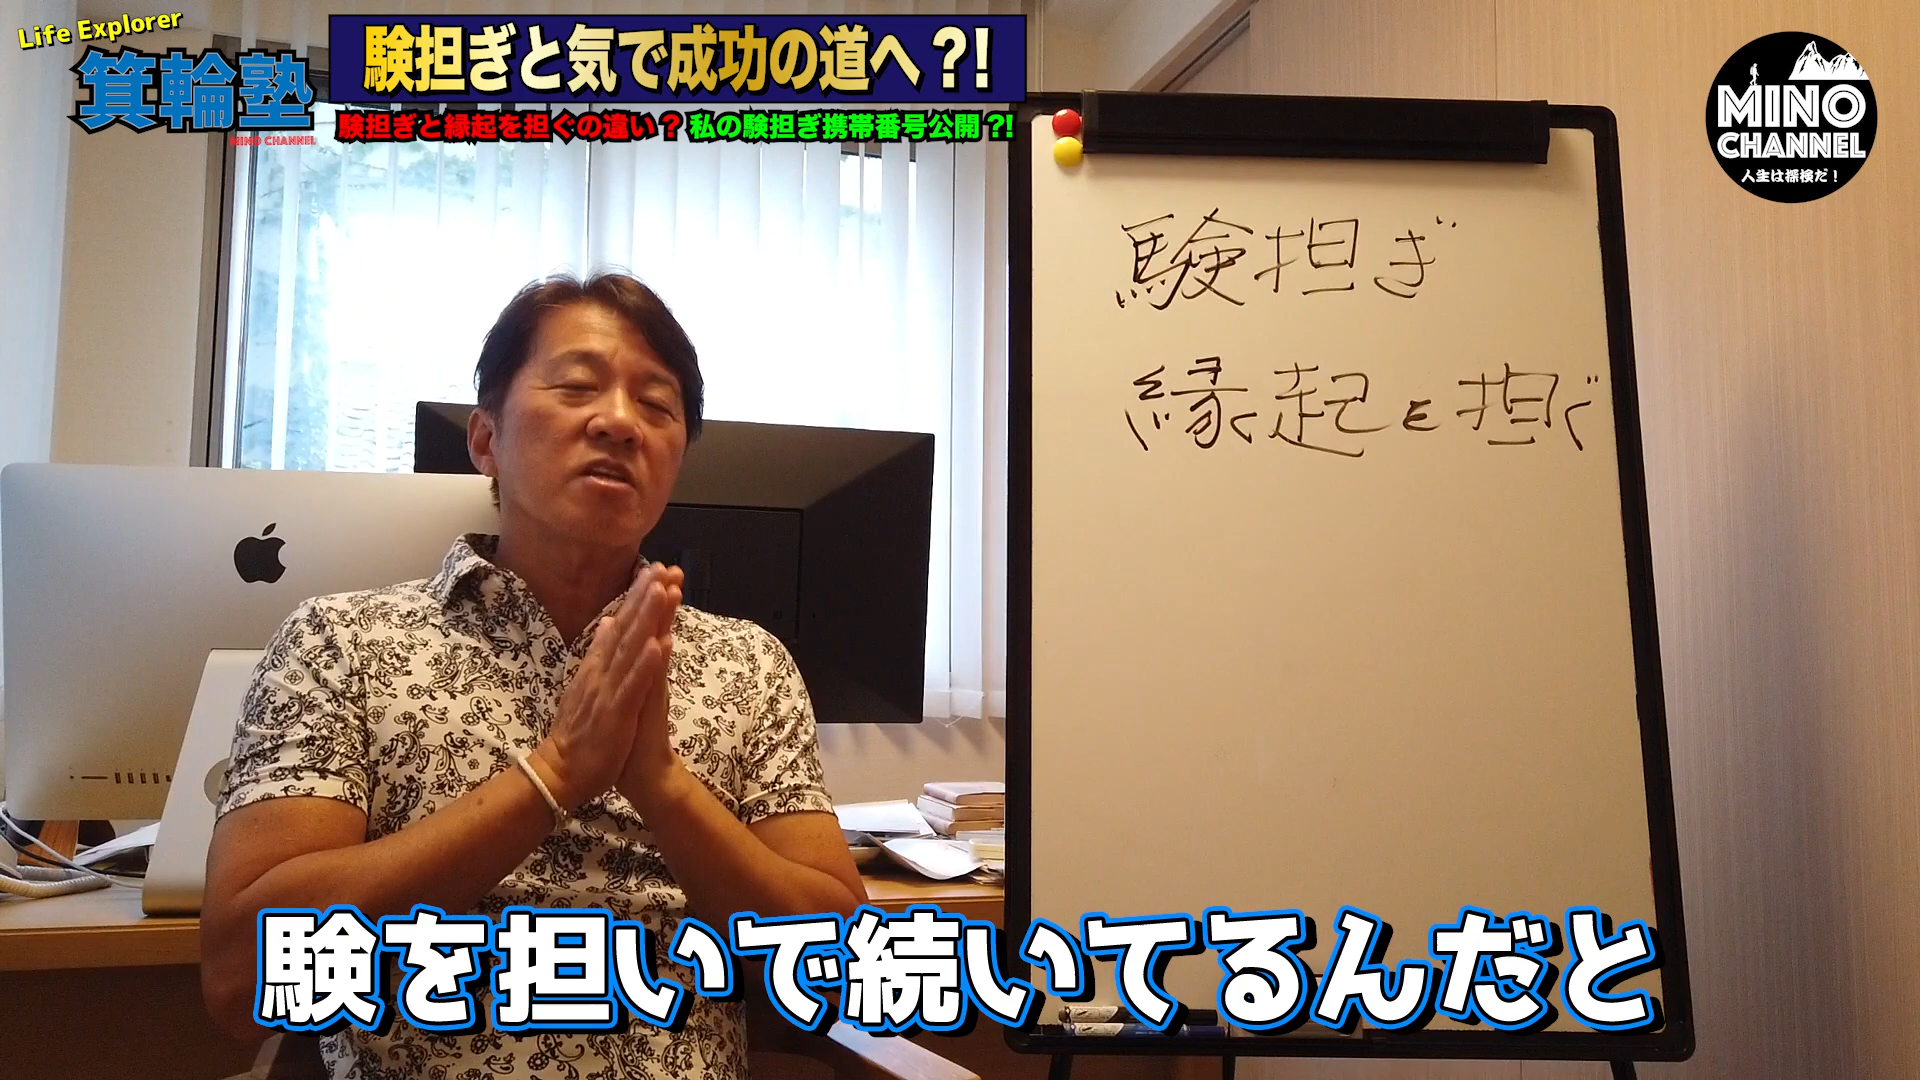 Life Explorer
箕輪塾
MINO CHANNEL
験担ぎと気で成功の道へ?!
験担ぎと縁起を担ぐの違い?私の験担ぎ携帯番号公開?!
MINO
CHANNEL
人生は探検だ!
験担ぎ
縁起を担ぐ
験を担いで続いてるんだと